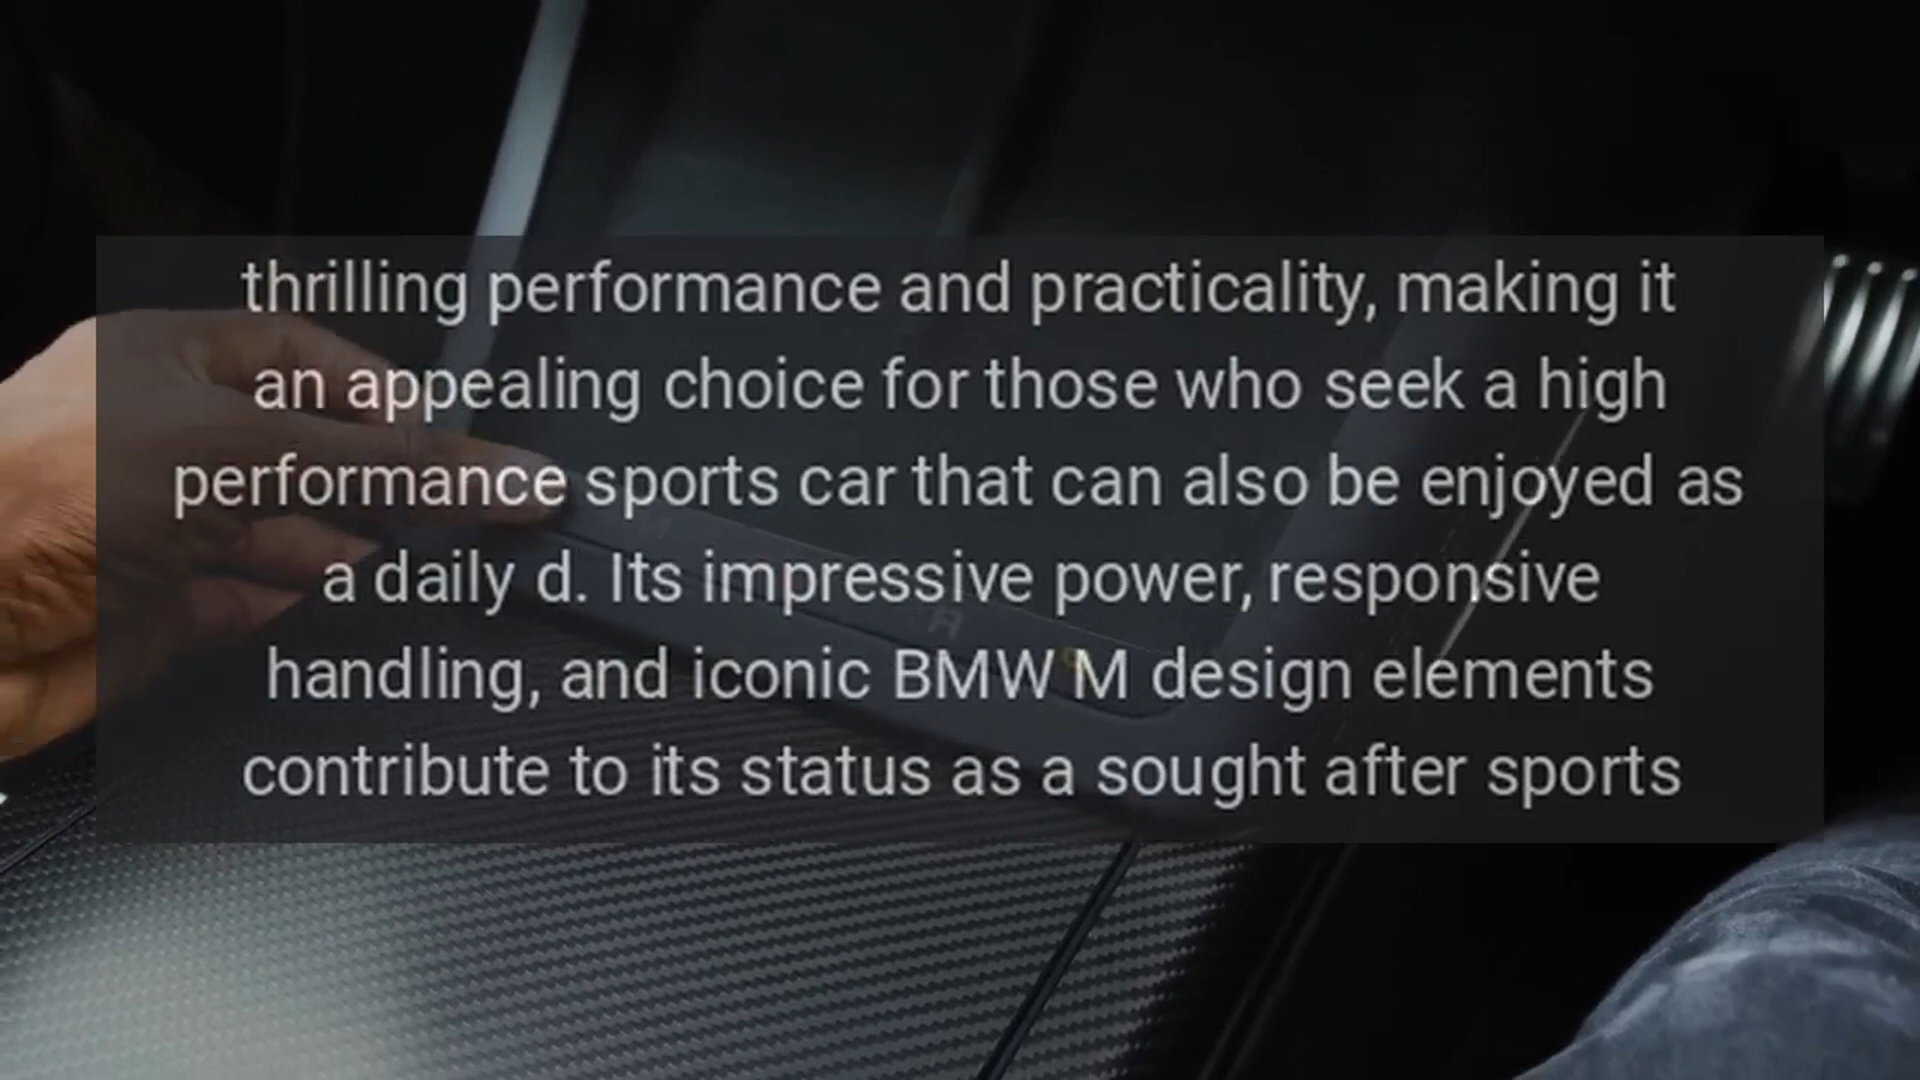 thrilling performance and practicality, making it
an appealing choice for those who seek a high
performance sports car that can also be enjoyed as
a daily d. Its impressive power, responsive
handling, and iconic BMW M design elements
contribute to its status as a sought after sports